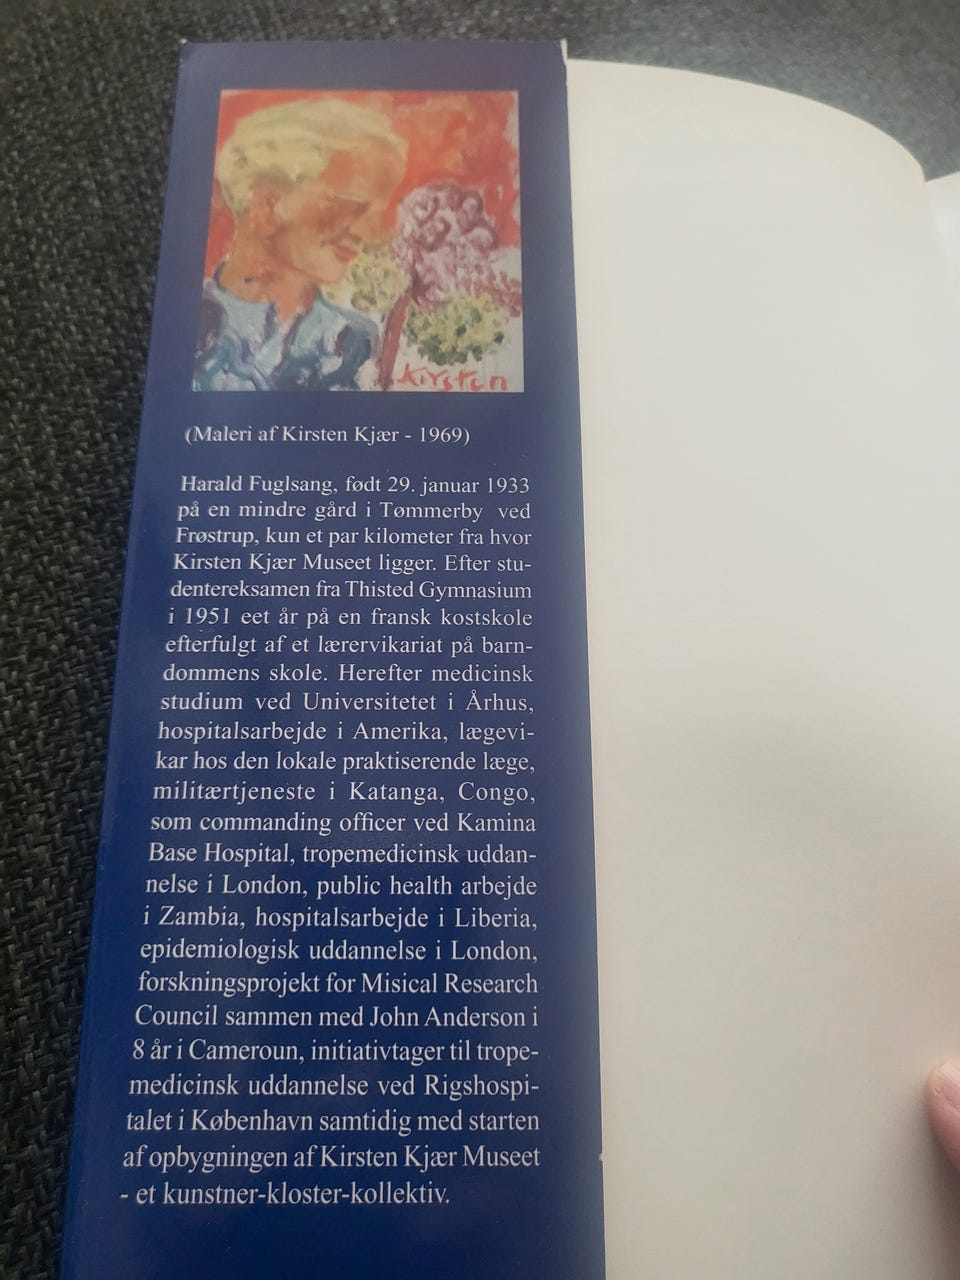 Kirsten
(Maleri af Kirsten Kjær - 1969)
Harald Fuglsang, født 29. januar 1933
på en mindre gård i Tømmerby ved
Frøstrup, kun et par kilometer fra hvor
Kirsten Kjær Museet ligger. Efter stu-
dentereksamen fra Thisted Gymnasium
i 1951 eet år på en fransk kostskole
efterfulgt af et lærervikariat på barn-
dommens skole. Herefter medicinsk
studium ved Universitetet i Århus,
hospitalsarbejde i Amerika, lægevi-
kar hos den lokale praktiserende læge,
militærtjeneste i Katanga, Congo,
som commanding officer ved Kamina
Base Hospital, tropemedicinsk uddan-
nelse i London, public health arbejde
i Zambia, hospitalsarbejde i Liberia,
epidemiologisk uddannelse i London,
forskningsprojekt for Misical Research
Council sammen med John Anderson i
8 år i Cameroun, initiativtager til trope-
medicinsk uddannelse ved Rigshospi-
talet i København samtidig med starten
af opbygningen af Kirsten Kjær Museet
- et kunstner-kloster-kollektiv.